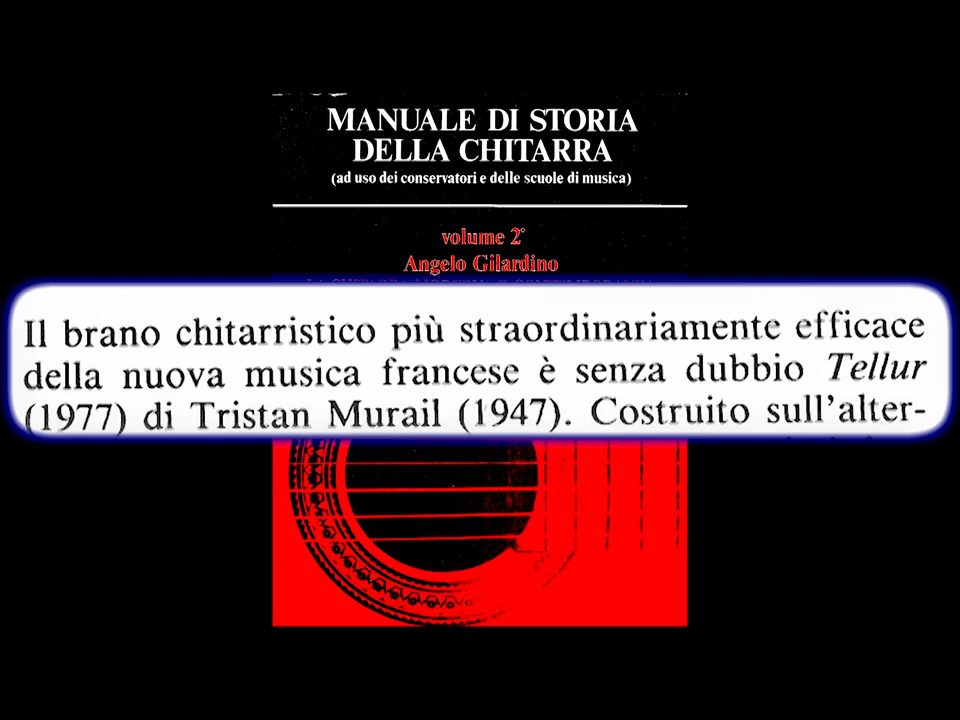 MANUALE DI STORIA
DELLA CHITARRA
(ad uso dei conservatori e delle scuole di musica)
volume 2°
Angelo Gilardino
Il brano chitarristico più straordinariamente efficace
della nuova musica francese è senza dubbio Tellur
(1977) di Tristan Murail (1947). Costruito sull'alter-